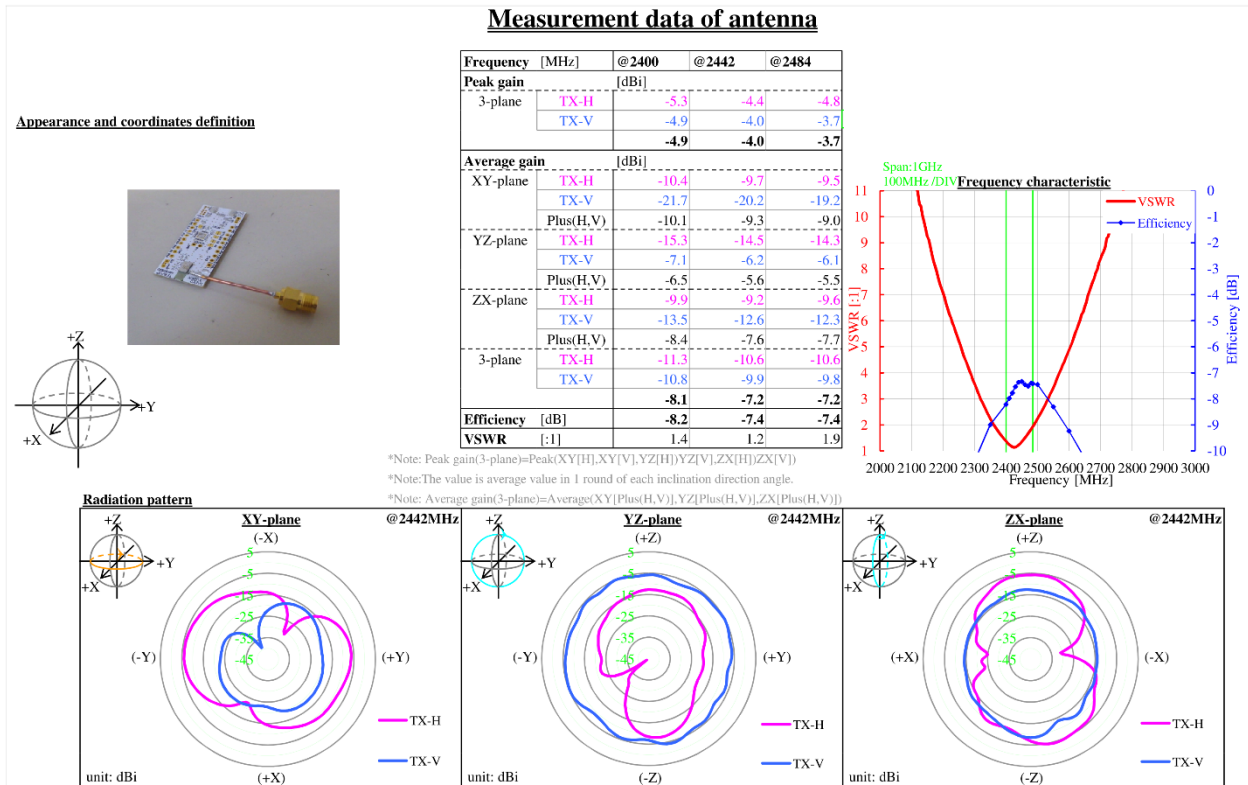 Measurement data of antenna
Appearance and coordinates definition
+Z
+Y
+X
Frequency [MHz] @2400 @2442 @2484
Peak gain [dBi]
3-plane TX-H -5.3 -4.4 -4.8
TX-V -4.9 -4.0 -3.7
-4.9 -4.0 -3.7
Average gain [dBi]
XY-plane TX-H -10.4 -9.7 -9.5
TX-V -21.7 -20.2 -19.2
Plus(H,V) -10.1 -9.3 -9.0
YZ-plane TX-H -15.3 -14.5 -14.3
TX-V -7.1 -6.2 -6.1
Plus(H,V) -6.5 -5.6 -5.5
ZX-plane TX-H -9.9 -9.2 -9.6
TX-V -13.5 -12.6 -12.3
Plus(H,V) -8.4 -7.6 -7.7
3-plane TX-H -11.3 -10.6 -10.6
TX-V -10.8 -9.9 -9.8
-8.1 -7.2 -7.2
Efficiency [dB] -8.2 -7.4 -7.4
VSWR [:1] 1.4 1.2 1.9
*Note: Peak gain(3-plane)=Peak(XY[H],XY[V],YZ[H])YZ[V],ZX[H])ZX[V])
*Note:The value is average value in 1 round of each inclination direction angle.
*Note: Average gain(3-plane)=Average(XY[Plus(H,V)],YZ[Plus(H,V)],ZX[Plus(H,V)])
Span:1GHz
100MHz /DIV
Frequency characteristic
VSWR
Efficiency
11
10
9
8
7
6
5
4
3
2
1
VSWR [:1]
0
-1
-2
-3
-4
-5
-6
-7
-8
-9
-10
Efficiency [dB]
2000 2100 2200 2300 2400 2500 2600 2700 2800 2900 3000
Frequency [MHz]
Radiation pattern
XY-plane
@2442MHz
+Z
+Y
+X
(-X)
(-Y)
(+Y)
(+X)
5
-5
-15
-25
-35
-45
TX-H
TX-V
unit: dBi
YZ-plane
@2442MHz
+Z
+Y
+X
(+Z)
(-Y)
(+Y)
(-Z)
5
-5
-15
-25
-35
-45
TX-H
TX-V
unit: dBi
ZX-plane
@2442MHz
+Z
+Y
+X
(+Z)
(+X)
(-X)
(-Z)
5
-5
-15
-25
-35
-45
TX-H
TX-V
unit: dBi